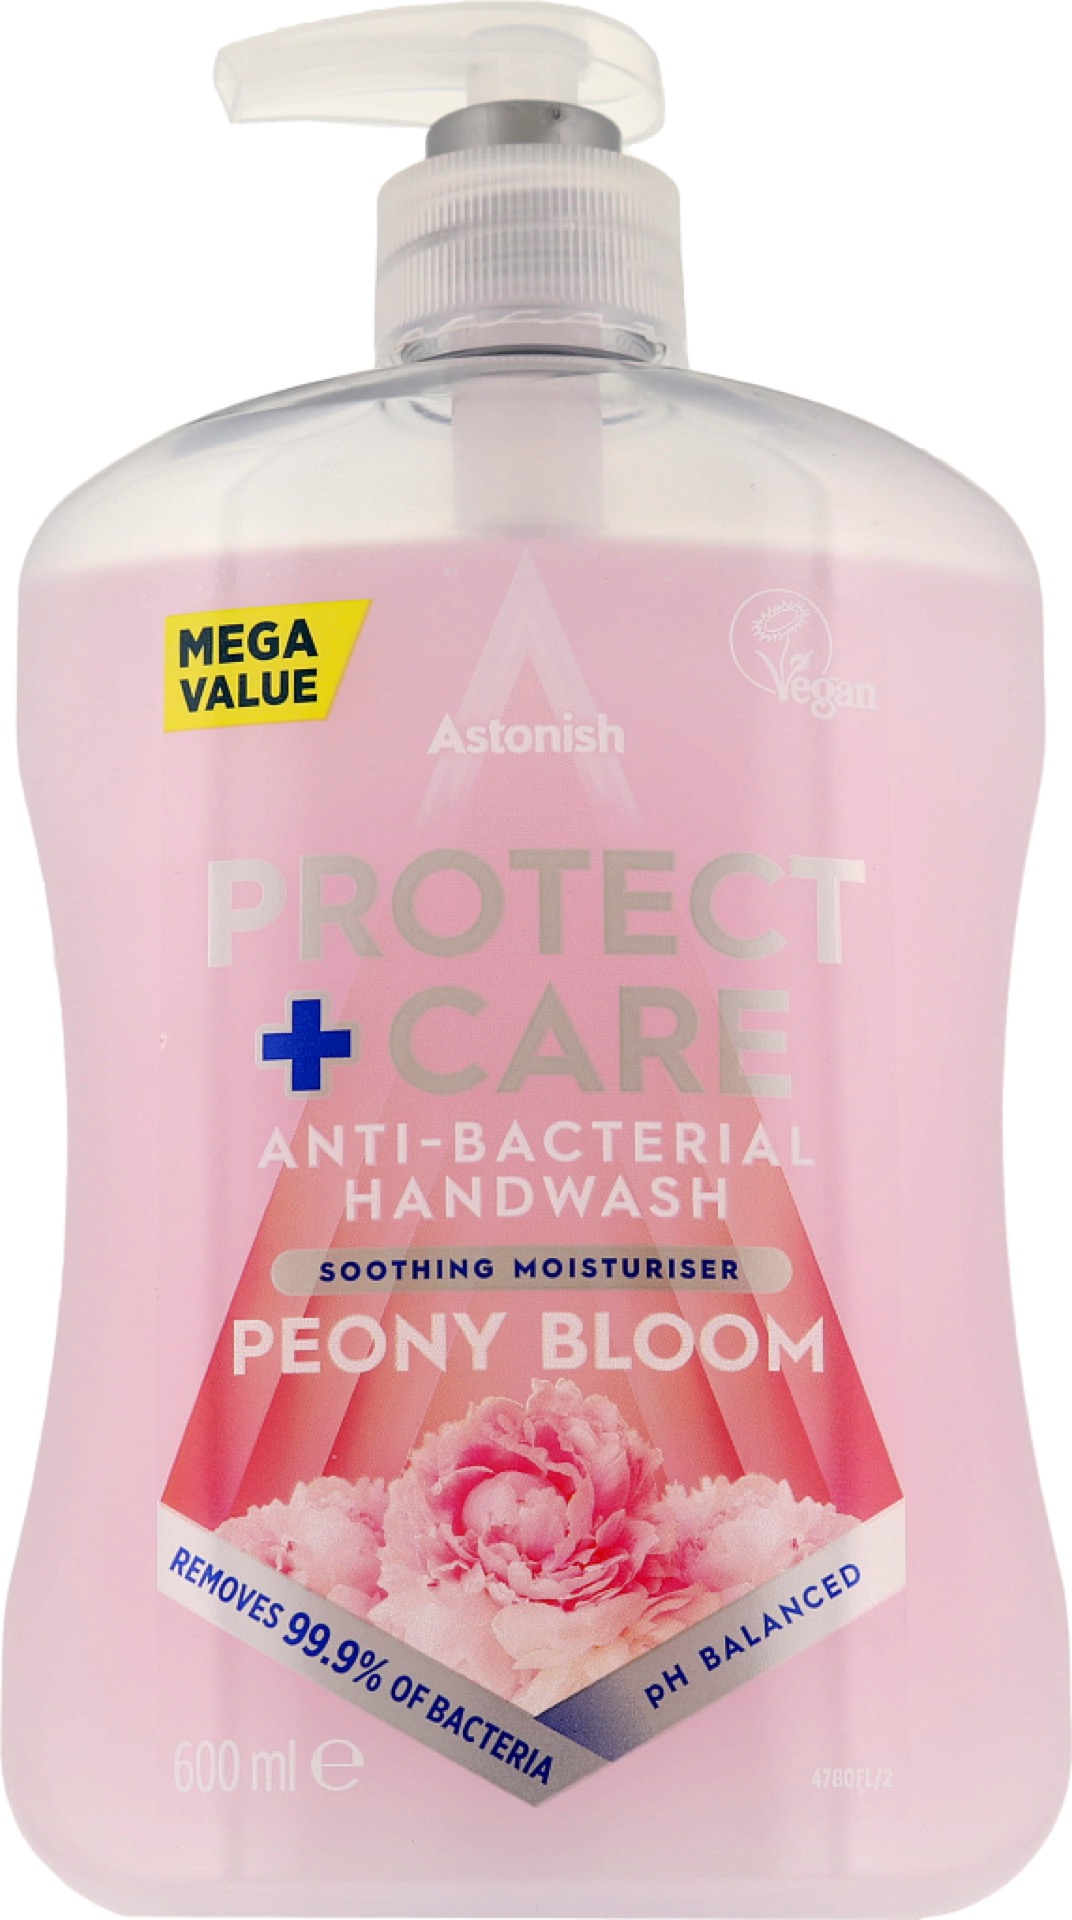 MEGA
VALUE
Vegan
Astonish
PROTECT
+CARE
ANTI-BACTERIAL
HANDWASH
SOOTHING MOISTURISER
PEONY BLOOM
REMOVES 99.9% OF BACTERIA
pH BALANCED
600 ml ℮
4780FL/2